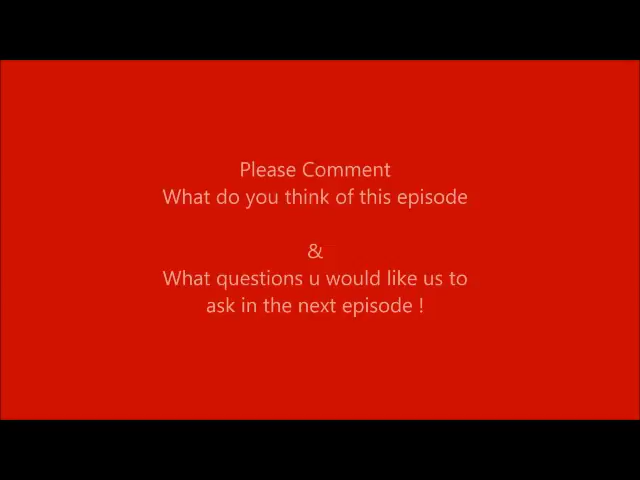 Please Comment
What do you think of this episode
&
What questions u would like us to
ask in the next episode !